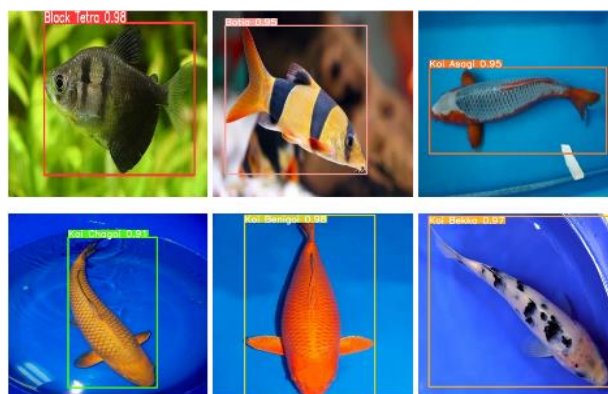 Black Tetra 0.98
Botia 0.95
Koi Asagi 0.95
Koi Chagoi 0.91
Koi Benigoi 0.98
Koi Bekko 0.97